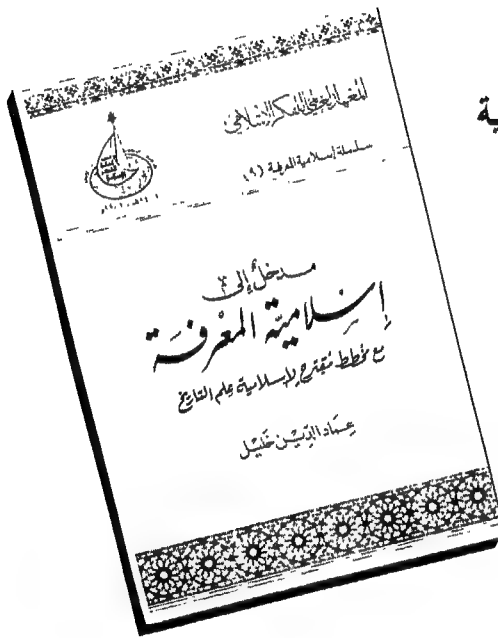 المعهد العالمي للفكر الإسلامي
سلسلة إسلامية المعرفة (٩)
مدخل إلى
إسلامية المعرفة
مع مخطط مقترح لإسلامية علم التاريخ
عماد الدين خليل
ية